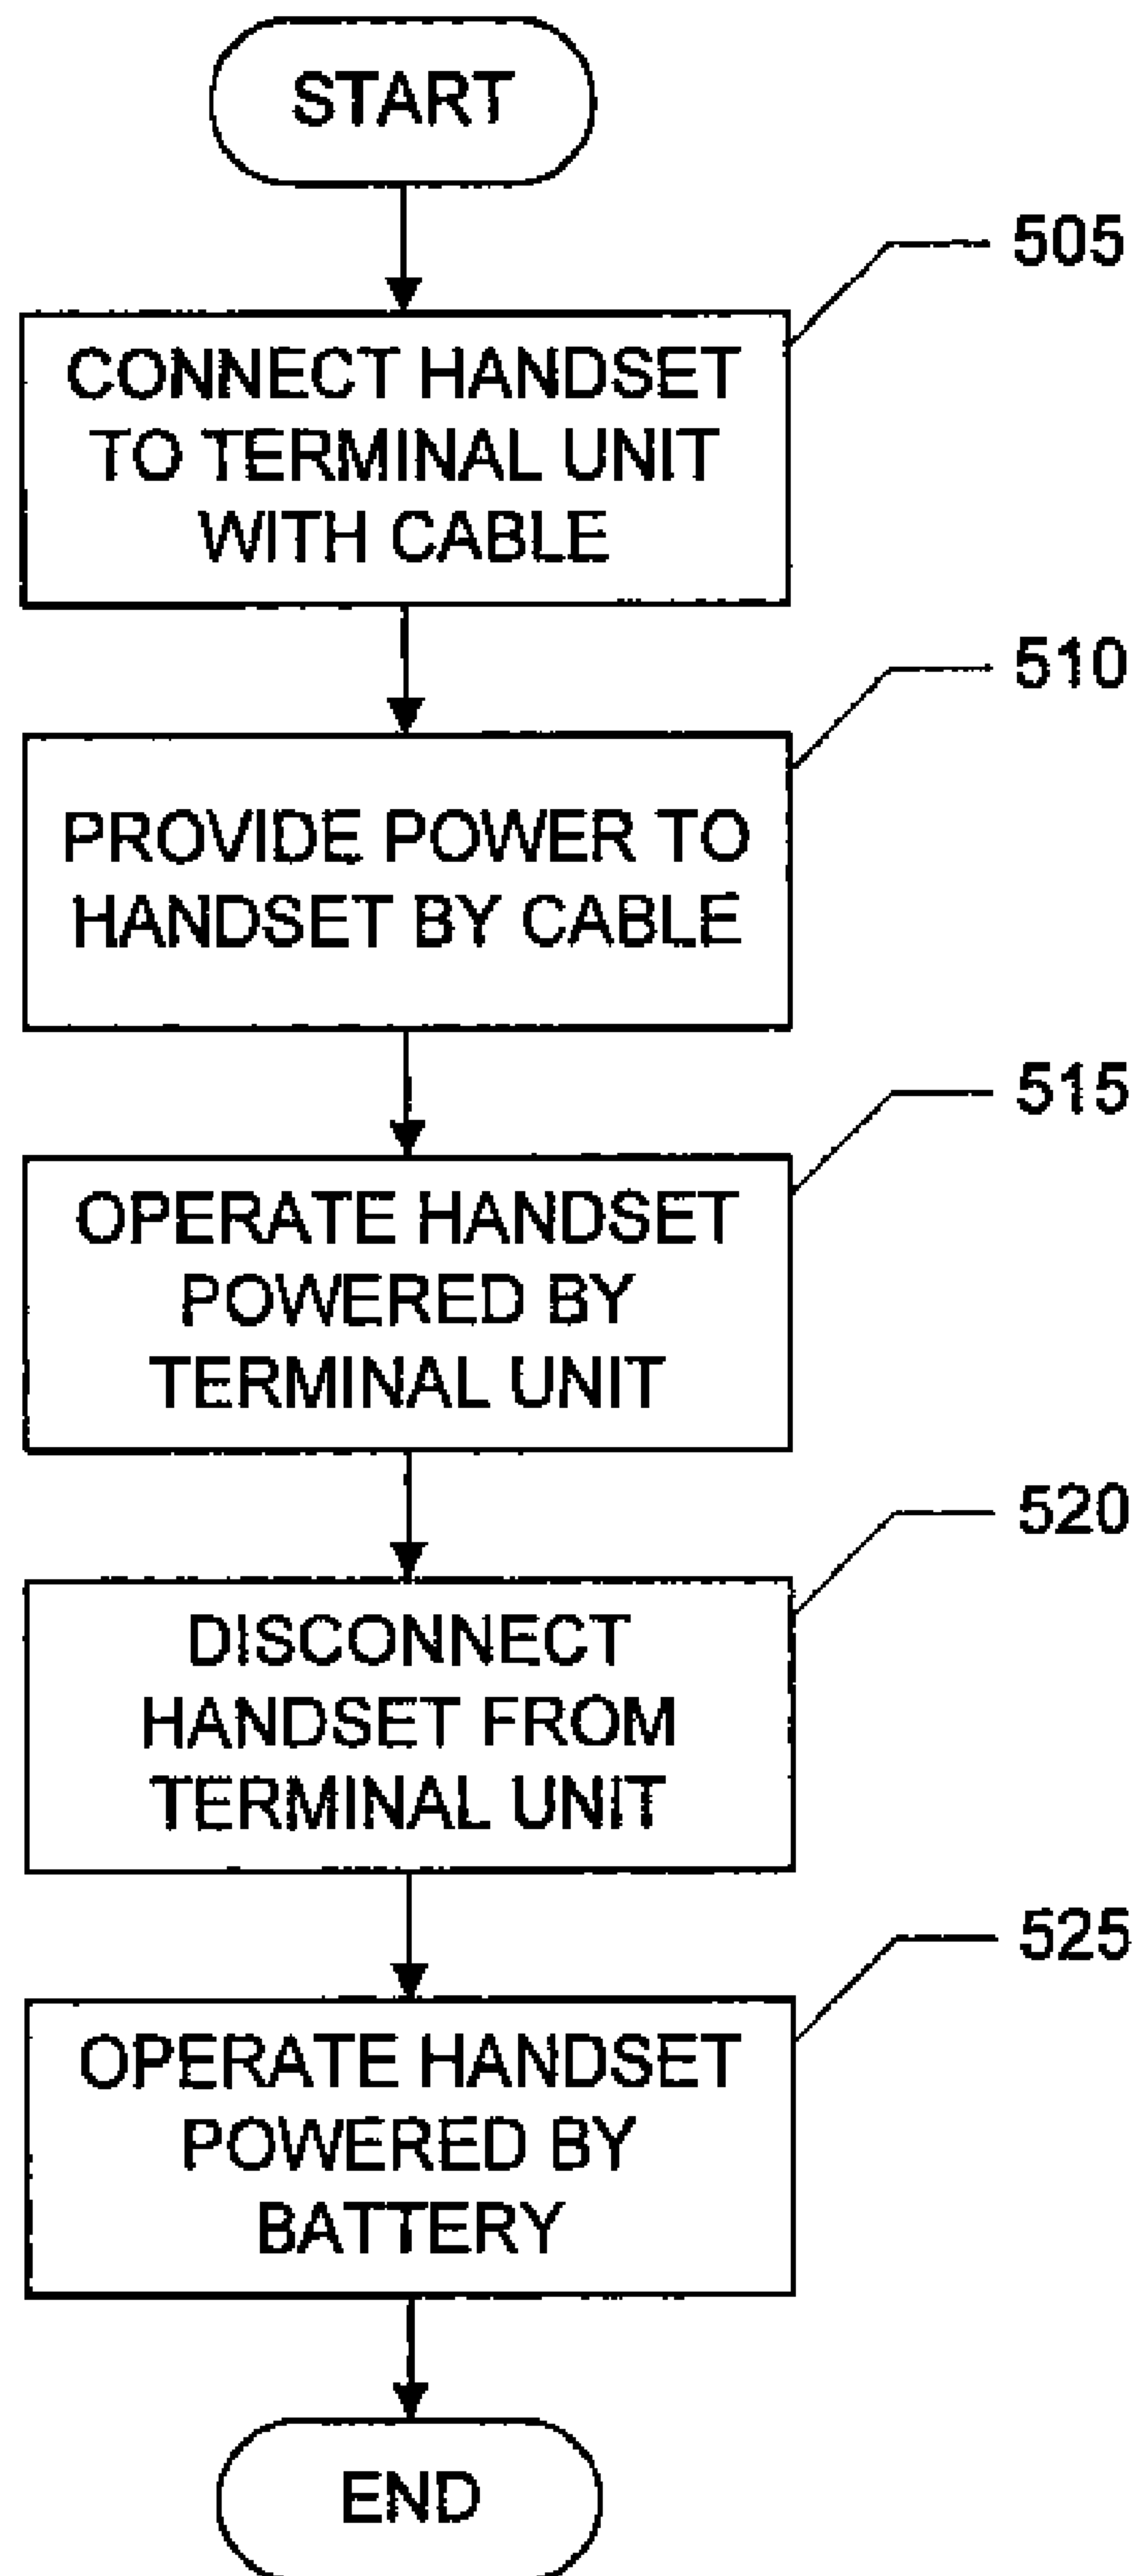 START
505
CONNECT HANDSET
TO TERMINAL UNIT
WITH CABLE
510
PROVIDE POWER TO
HANDSET BY CABLE
515
OPERATE HANDSET
POWERED BY
TERMINAL UNIT
520
DISCONNECT
HANDSET FROM
TERMINAL UNIT
525
OPERATE HANDSET
POWERED BY
BATTERY
END